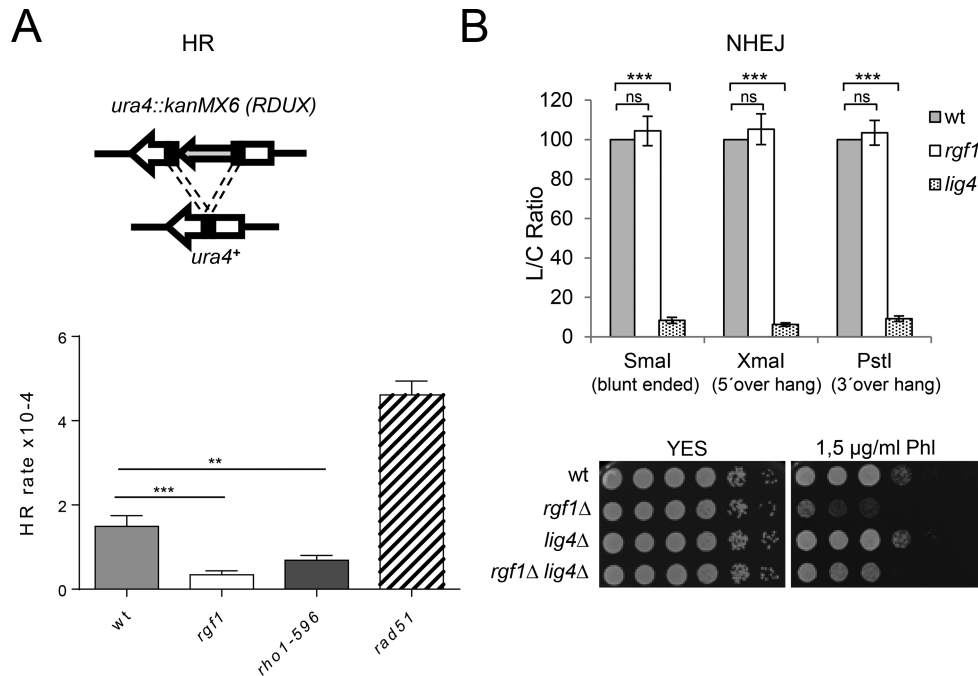 A
HR
ura4::kanMX6 (RDUX)
ura4+
6
4
2
0
HR rate x10-4
**
***
wt
rgf1
rho1-596
rad51
B
NHEJ
*** *** ***
ns ns ns
120
100
80
60
40
20
0
L/C Ratio
wt
rgf1
lig4
SmaI XmaI PstI
(blunt ended) (5´over hang) (3´over hang)
YES 1,5 µg/ml Phl
wt
rgf1Δ
lig4Δ
rgf1Δ lig4Δ